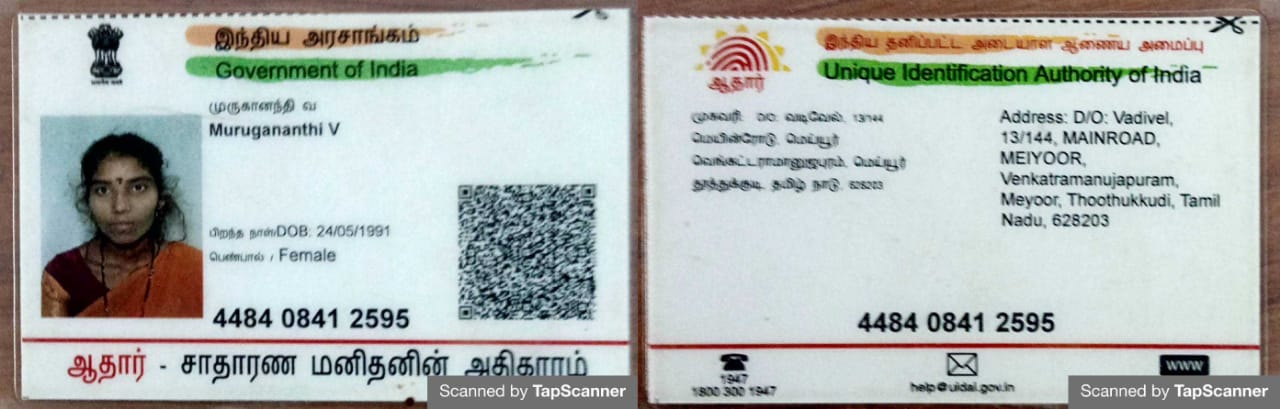 இந்திய அரசாங்கம்
Government of India
முருகானந்தி வ
Murugananthi V
பிறந்த நாள்/DOB: 24/05/1991
பெண்பால் / Female
4484 0841 2595
ஆதார் - சாதாரண மனிதனின் அதிகாரம்
Scanned by TapScanner
இந்திய தனிப்பட்ட அடையாள ஆணைய அமைப்பு
Unique Identification Authority of India
ஆதார்
முகவரி: D/O: வடிவேல், 13/144
மெயின்ரோடு, மெய்யூர்
வெங்கட்டராமானுஜபுரம், மெய்யூர்
தூத்துக்குடி, தமிழ் நாடு, 628203
Address: D/O: Vadivel,
13/144, MAINROAD,
MEIYOOR,
Venkatramanujapuram,
Meyoor, Thoothukkudi, Tamil
Nadu, 628203
4484 0841 2595
1947
1800 300 1947
help@uidai.gov.in
www
Scanned by TapScanner